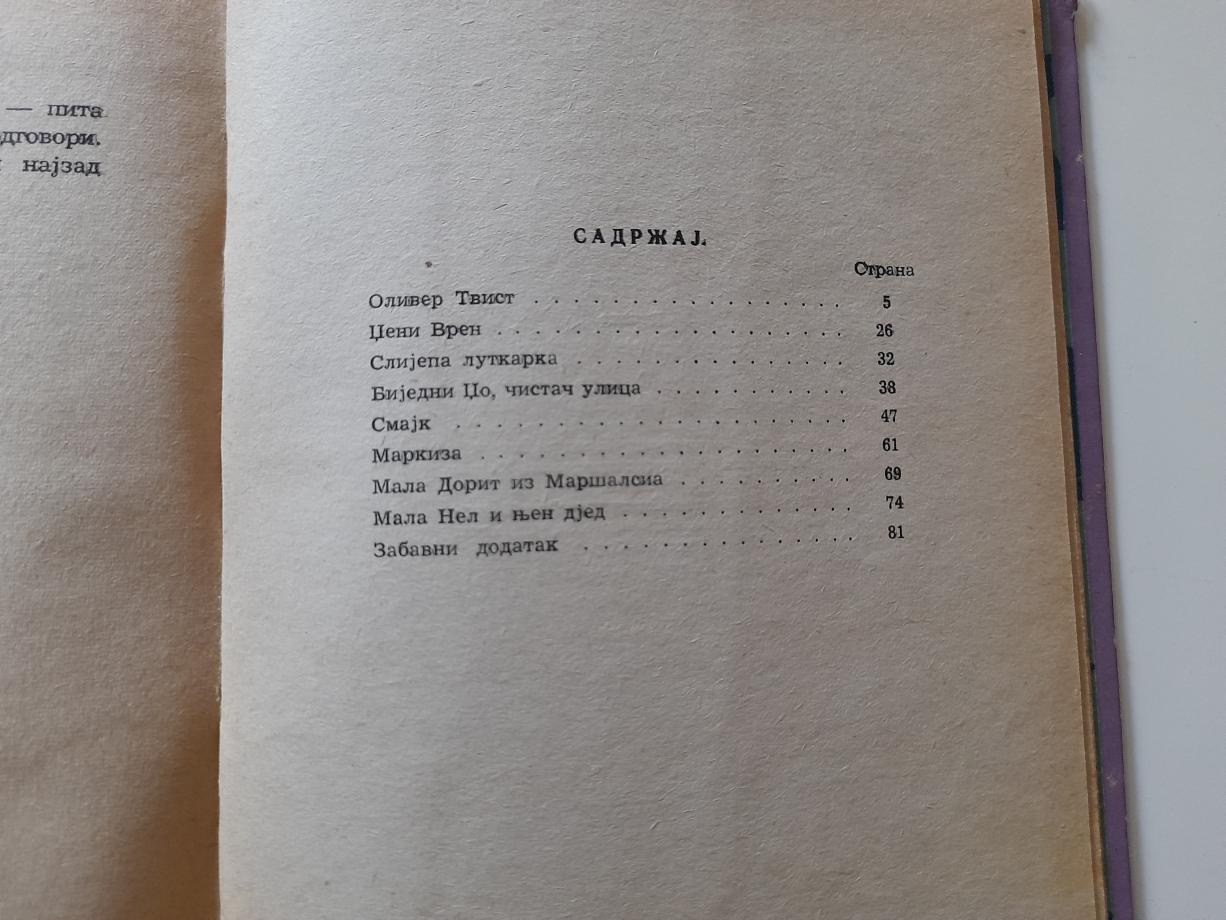 — пита
одговори.
најзад
САДРЖАЈ
Страна
Оливер Твист . . . . . . . . . . . . . . . . . . . 5
Џени Врен . . . . . . . . . . . . . . . . . . . . . 26
Слијепа луткарка . . . . . . . . . . . . . . . . 32
Биједни Џо, чистач улица . . . . . . . . . . . . 38
Смајк . . . . . . . . . . . . . . . . . . . . . . . 47
Маркиза . . . . . . . . . . . . . . . . . . . . . . 61
Мала Дорит из Маршалсиа . . . . . . . . . . 69
Мала Нел и њен дјед . . . . . . . . . . . . . . 74
Забавни додатак . . . . . . . . . . . . . . . . 81